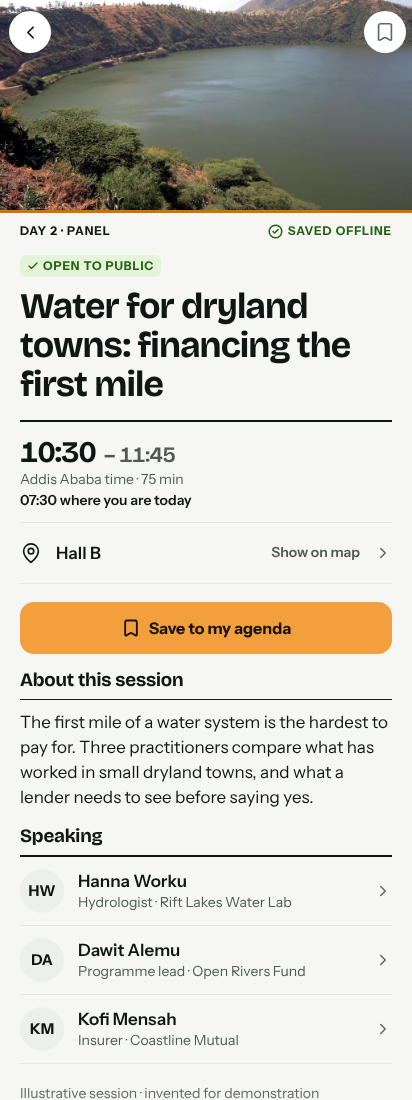 DAY 2 · PANEL
SAVED OFFLINE
OPEN TO PUBLIC
Water for dryland
towns: financing the
first mile
10:30 – 11:45
Addis Ababa time · 75 min
07:30 where you are today
Hall B
Show on map
Save to my agenda
About this session
The first mile of a water system is the hardest to
pay for. Three practitioners compare what has
worked in small dryland towns, and what a
lender needs to see before saying yes.
Speaking
HW
Hanna Worku
Hydrologist · Rift Lakes Water Lab
DA
Dawit Alemu
Programme lead · Open Rivers Fund
KM
Kofi Mensah
Insurer · Coastline Mutual
Illustrative session · invented for demonstration